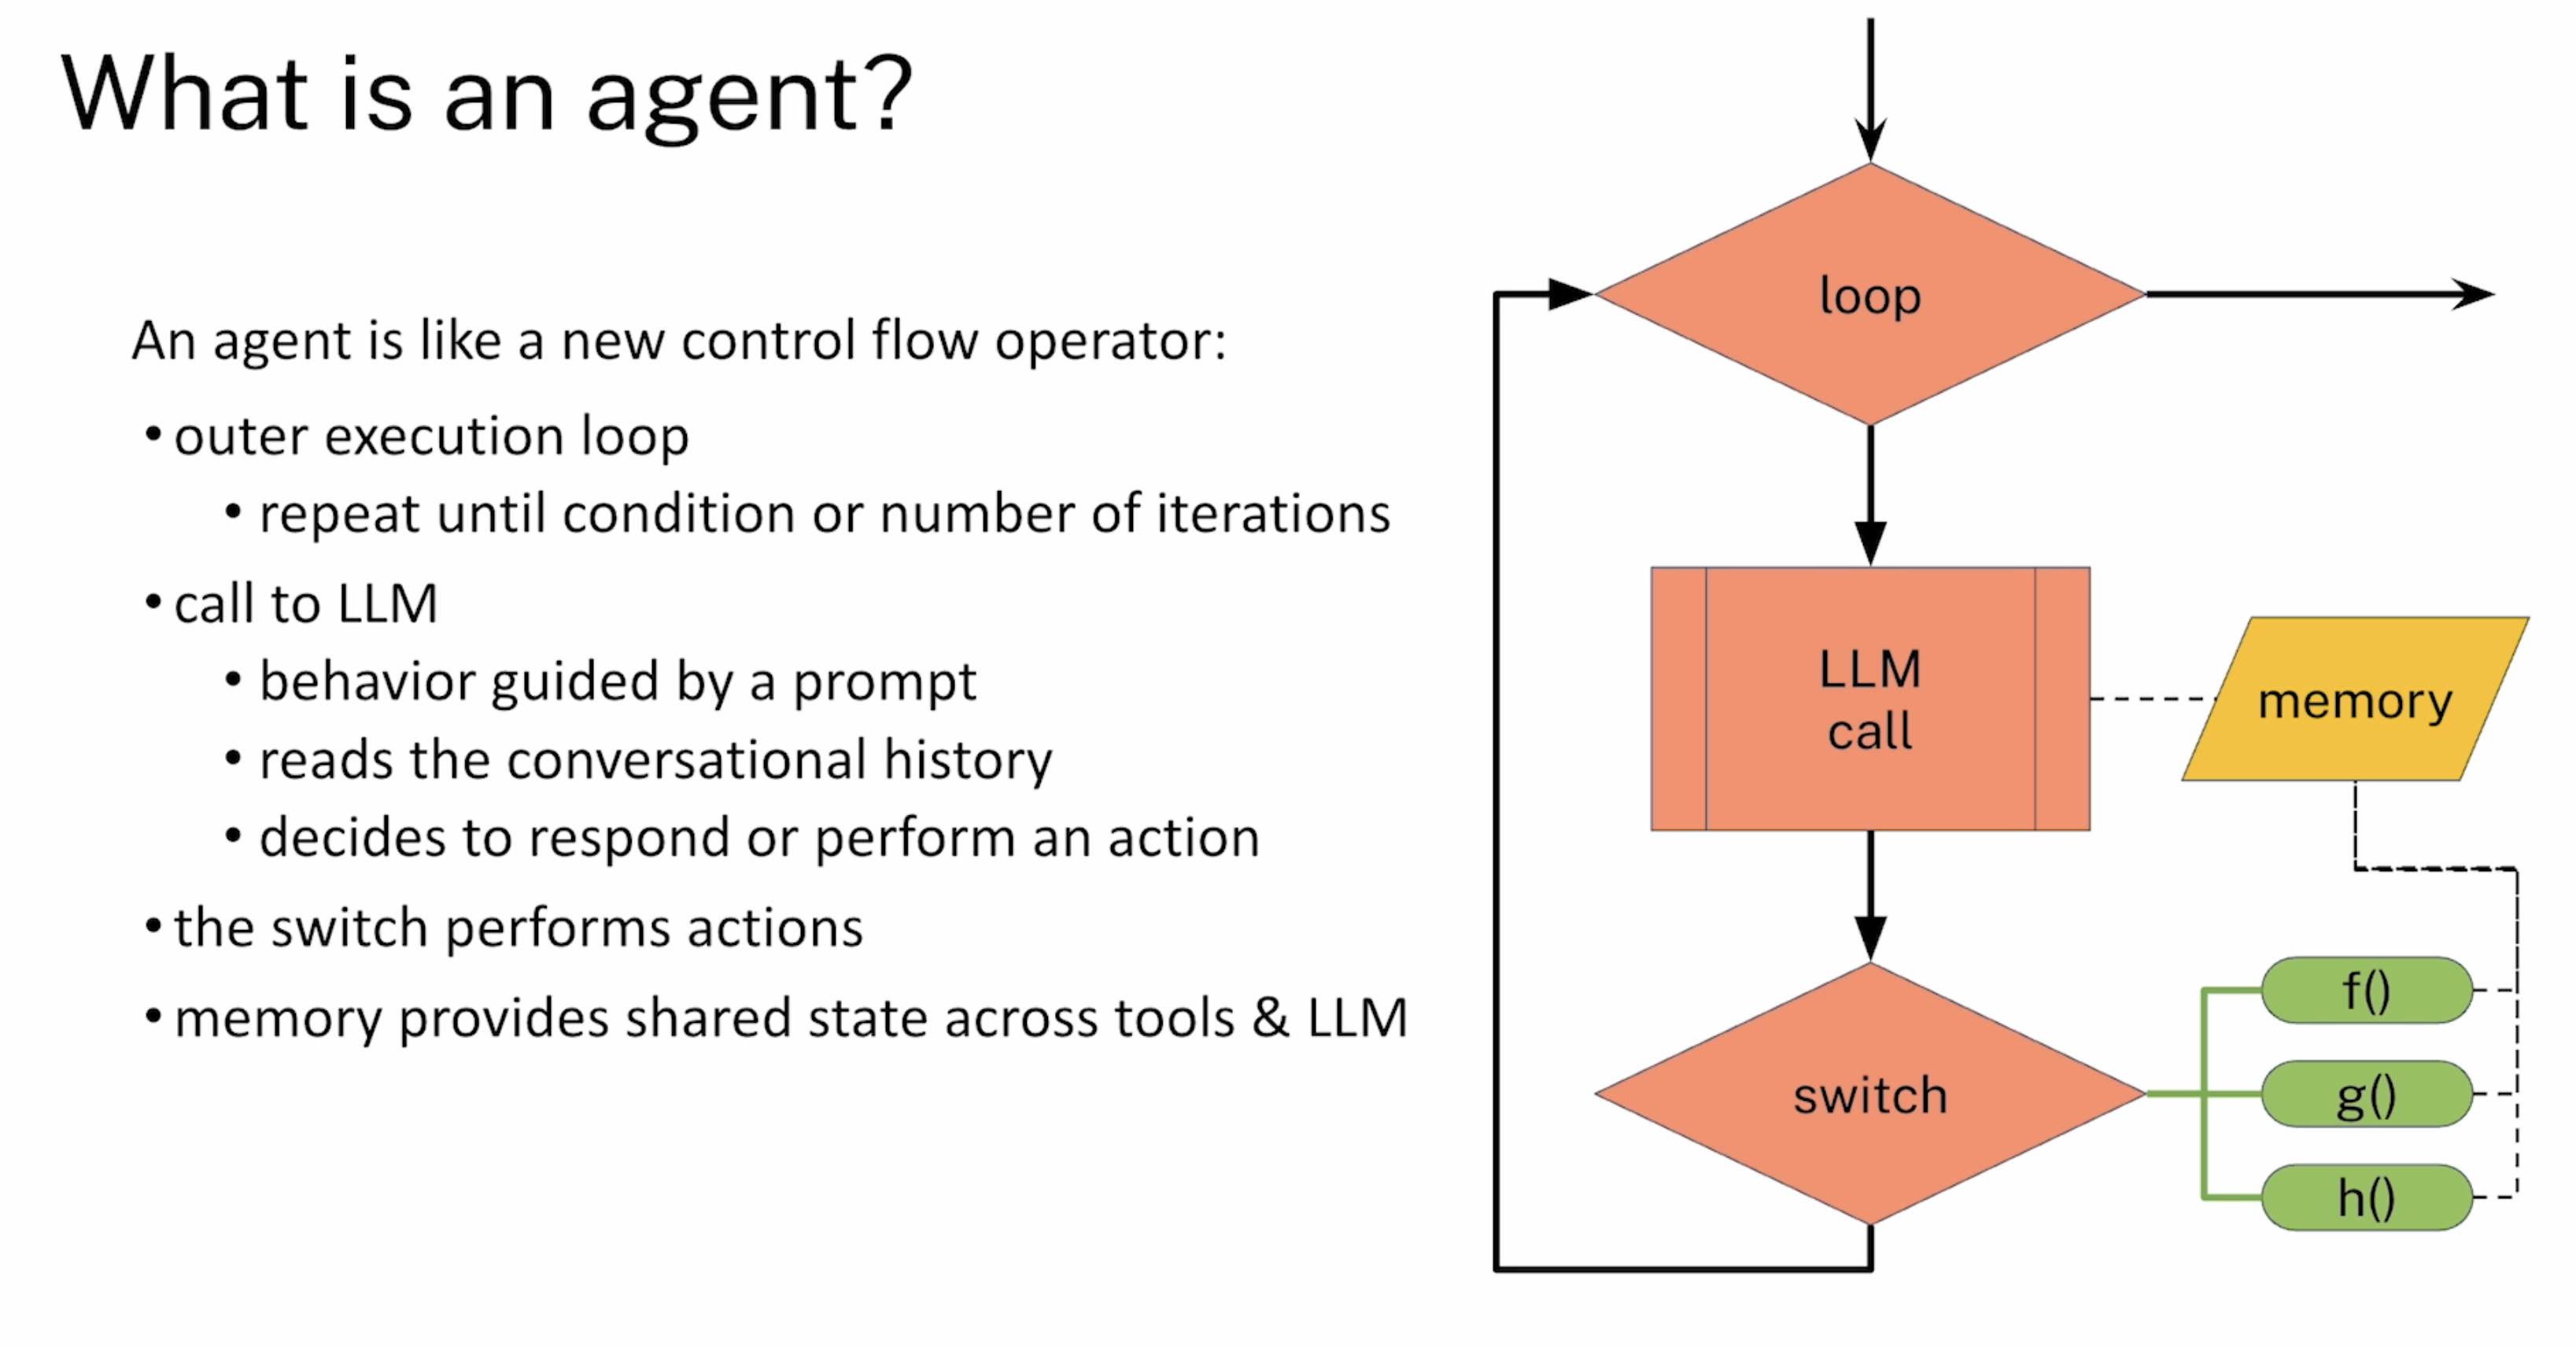 What is an agent?
An agent is like a new control flow operator:
• outer execution loop
• repeat until condition or number of iterations
• call to LLM
• behavior guided by a prompt
• reads the conversational history
• decides to respond or perform an action
• the switch performs actions
• memory provides shared state across tools & LLM
loop
LLM
call
memory
switch
f()
g()
h()